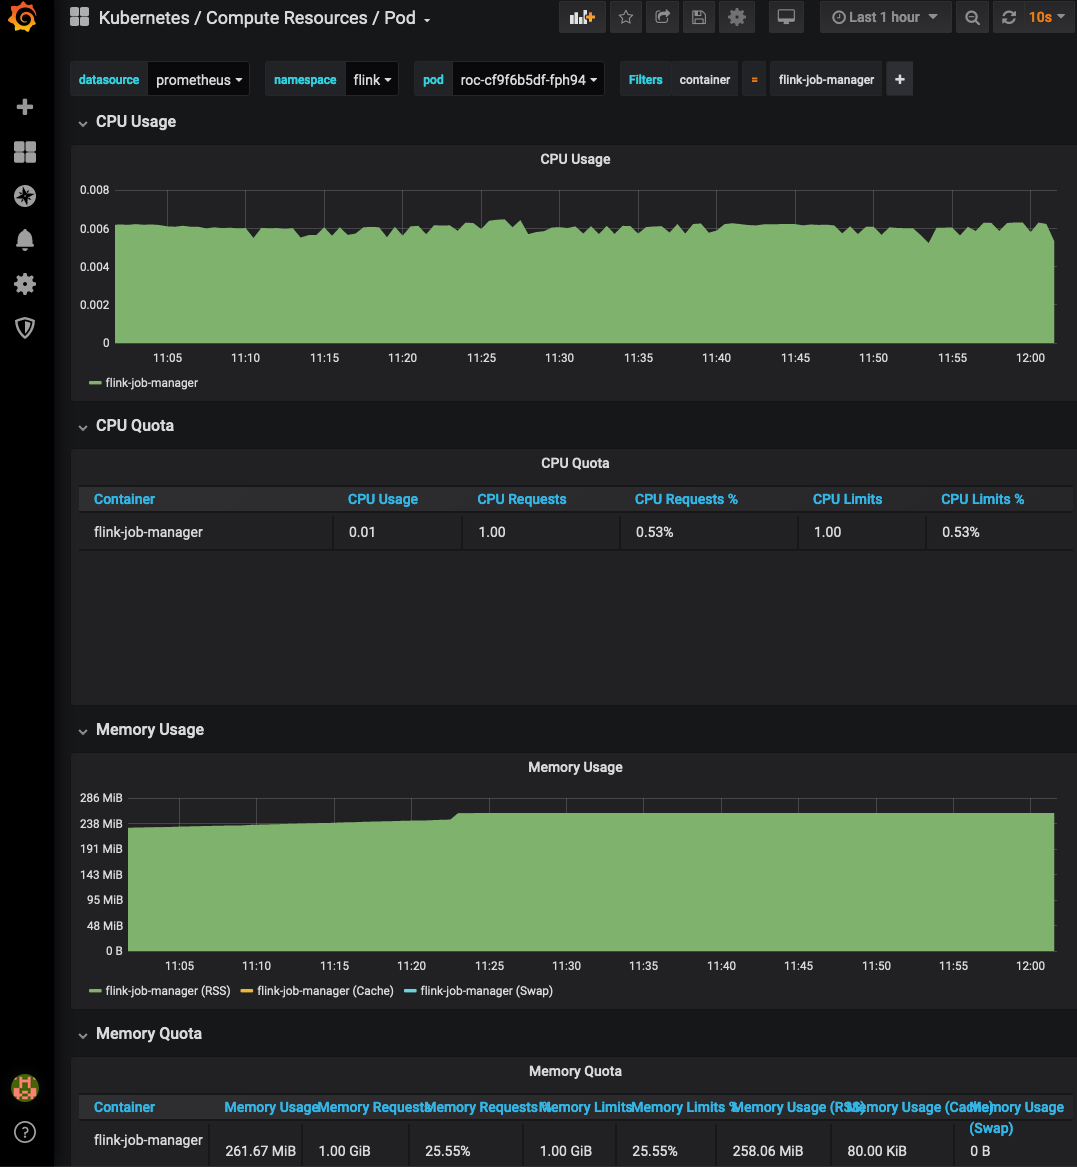 Kubernetes / Compute Resources / Pod
Last 1 hour
10s
datasource prometheus namespace flink pod roc-cf9f6b5df-fph94 Filters container = flink-job-manager +
CPU Usage
CPU Usage
0.008
0.006
0.004
0.002
0
11:05 11:10 11:15 11:20 11:25 11:30 11:35 11:40 11:45 11:50 11:55 12:00
flink-job-manager
CPU Quota
CPU Quota
Container CPU Usage CPU Requests CPU Requests % CPU Limits CPU Limits %
flink-job-manager 0.01 1.00 0.53% 1.00 0.53%
Memory Usage
Memory Usage
286 MiB
238 MiB
191 MiB
143 MiB
95 MiB
48 MiB
0 B
11:05 11:10 11:15 11:20 11:25 11:30 11:35 11:40 11:45 11:50 11:55 12:00
flink-job-manager (RSS) flink-job-manager (Cache) flink-job-manager (Swap)
Memory Quota
Memory Quota
Container Memory Usage Memory Requests Memory Requests % Memory Limits Memory Limits % Memory Usage (RSS) Memory Usage (Cache) Memory Usage
(Swap)
flink-job-manager 261.67 MiB 1.00 GiB 25.55% 1.00 GiB 25.55% 258.06 MiB 80.00 KiB 0 B
?